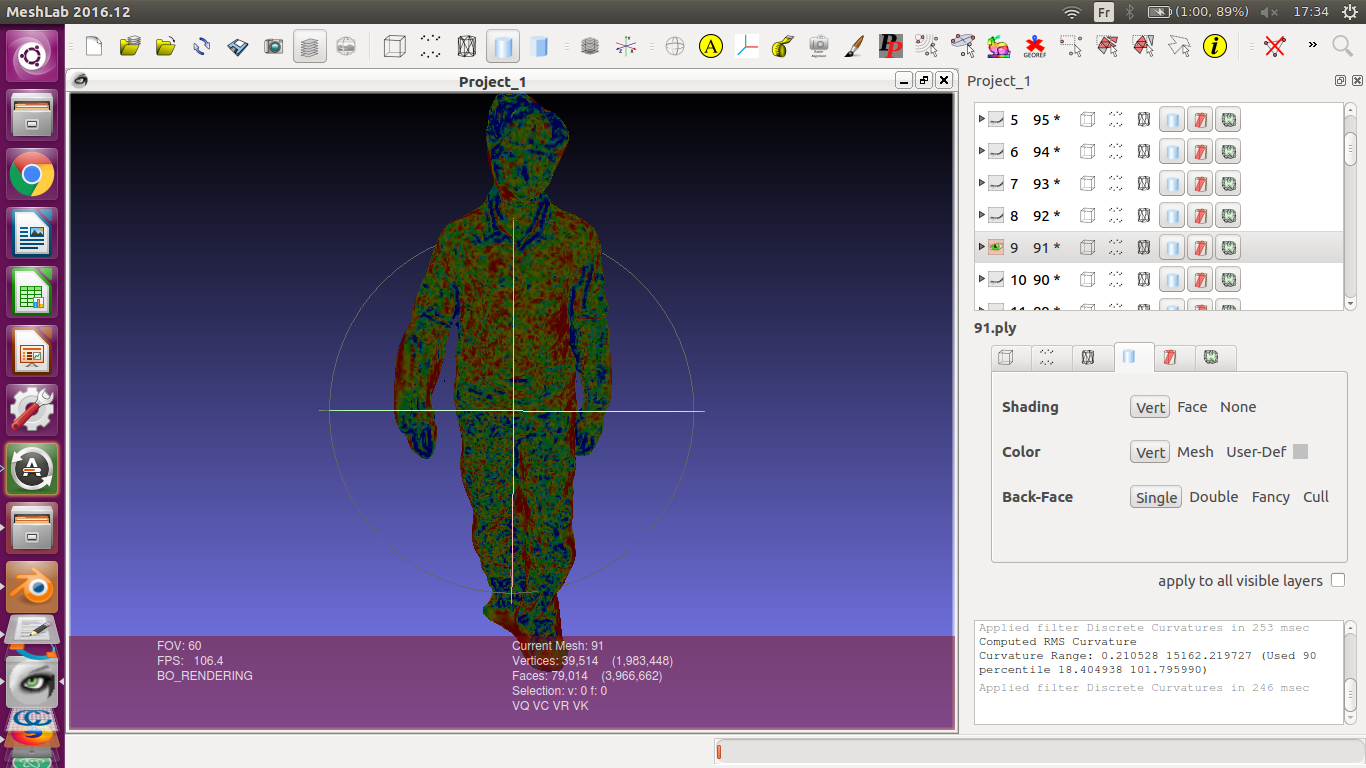 MeshLab 2016.12
Fr
(1:00, 89%)
17:34
A
PP
GEOREF
i
»
Project_1
Project_1
5 95 *
6 94 *
7 93 *
8 92 *
9 91 *
10 90 *
91.ply
Shading Vert Face None
Color Vert Mesh User-Def
Back-Face Single Double Fancy Cull
apply to all visible layers
Applied filter Discrete Curvatures in 253 msec
Computed RMS Curvature
Curvature Range: 0.210528 15162.219727 (Used 90
percentile 18.404938 101.795990)
Applied filter Discrete Curvatures in 246 msec
FOV: 60
FPS: 106.4
BO_RENDERING
Current Mesh: 91
Vertices: 39,514 (1,983,448)
Faces: 79,014 (3,966,662)
Selection: v: 0 f: 0
VQ VC VR VK